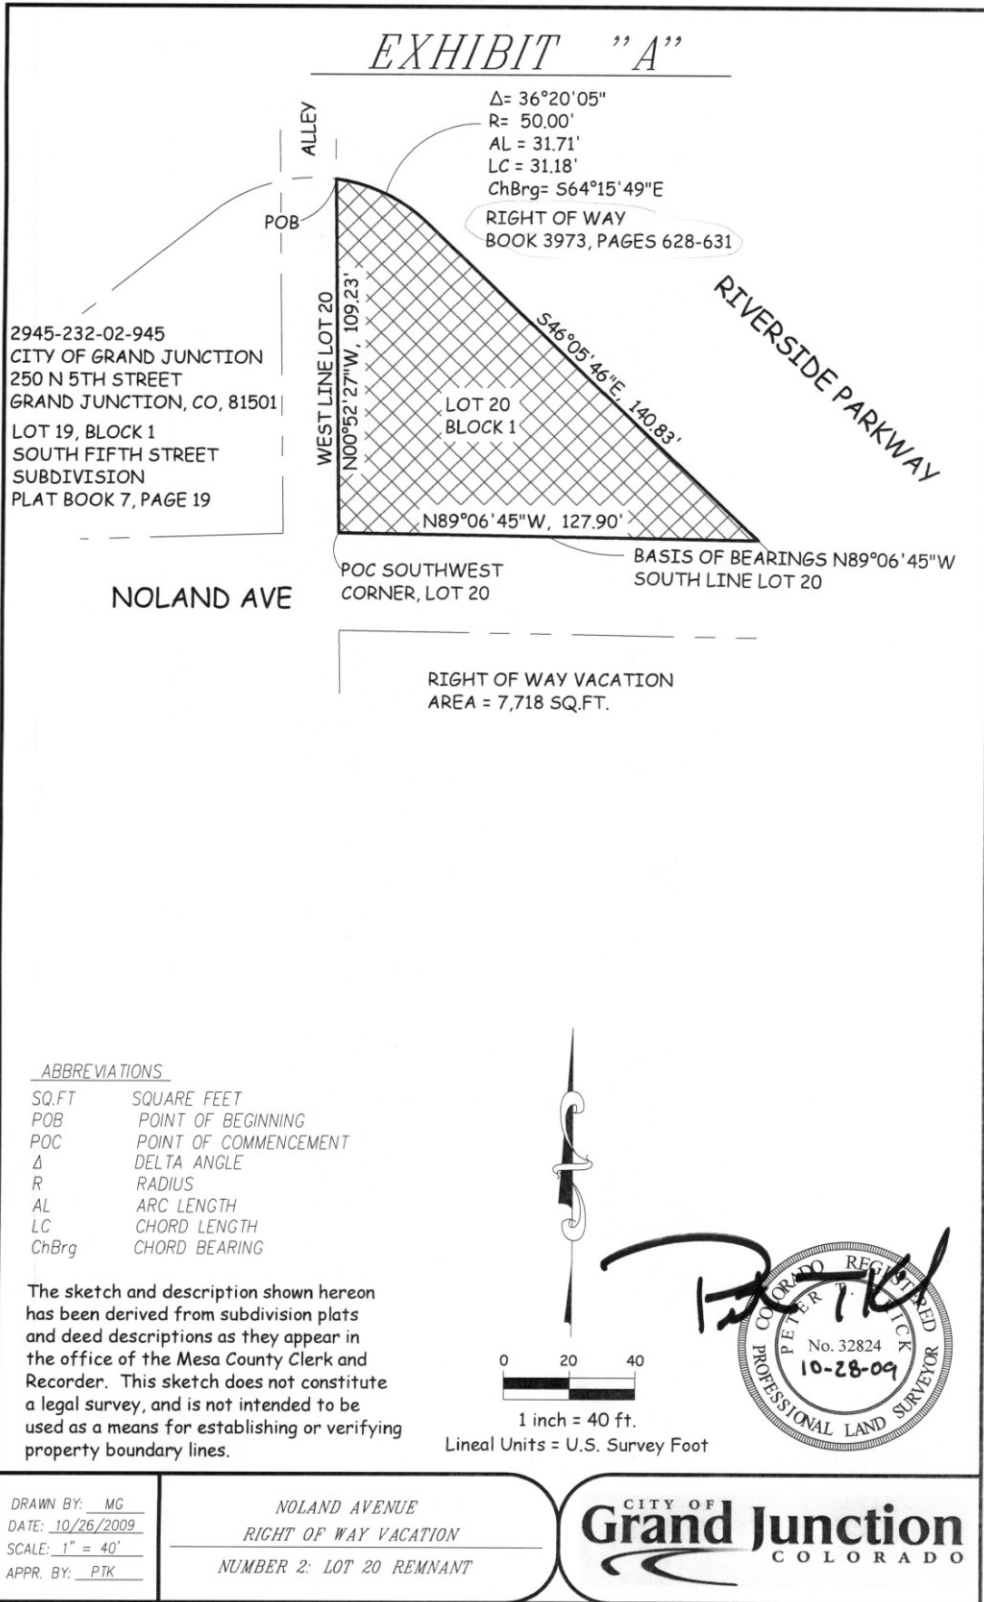 EXHIBIT "A"
ALLEY
Δ= 36°20'05"
R= 50.00'
AL = 31.71'
LC = 31.18'
ChBrg= S64°15'49"E
RIGHT OF WAY
BOOK 3973, PAGES 628-631
POB
RIVERSIDE PARKWAY
2945-232-02-945
CITY OF GRAND JUNCTION
250 N 5TH STREET
GRAND JUNCTION, CO, 81501
LOT 19, BLOCK 1
SOUTH FIFTH STREET
SUBDIVISION
PLAT BOOK 7, PAGE 19
WEST LINE LOT 20
N00°52'27"W, 109.23'
S46°05'46"E, 140.83'
LOT 20
BLOCK 1
N89°06'45"W, 127.90'
BASIS OF BEARINGS N89°06'45"W
SOUTH LINE LOT 20
POC SOUTHWEST
CORNER, LOT 20
NOLAND AVE
RIGHT OF WAY VACATION
AREA = 7,718 SQ.FT.
ABBREVIATIONS
SQ.FT SQUARE FEET
POB POINT OF BEGINNING
POC POINT OF COMMENCEMENT
Δ DELTA ANGLE
R RADIUS
AL ARC LENGTH
LC CHORD LENGTH
ChBrg CHORD BEARING
The sketch and description shown hereon
has been derived from subdivision plats
and deed descriptions as they appear in
the office of the Mesa County Clerk and
Recorder. This sketch does not constitute
a legal survey, and is not intended to be
used as a means for establishing or verifying
property boundary lines.
0 20 40
1 inch = 40 ft.
Lineal Units = U.S. Survey Foot
COLORADO REGISTERED
PETER T.
No. 32824
10-28-09
PROFESSIONAL LAND SURVEYOR
DRAWN BY: MG
DATE: 10/26/2009
SCALE: 1" = 40'
APPR. BY: PTK
NOLAND AVENUE
RIGHT OF WAY VACATION
NUMBER 2: LOT 20 REMNANT
CITY OF
Grand Junction
COLORADO